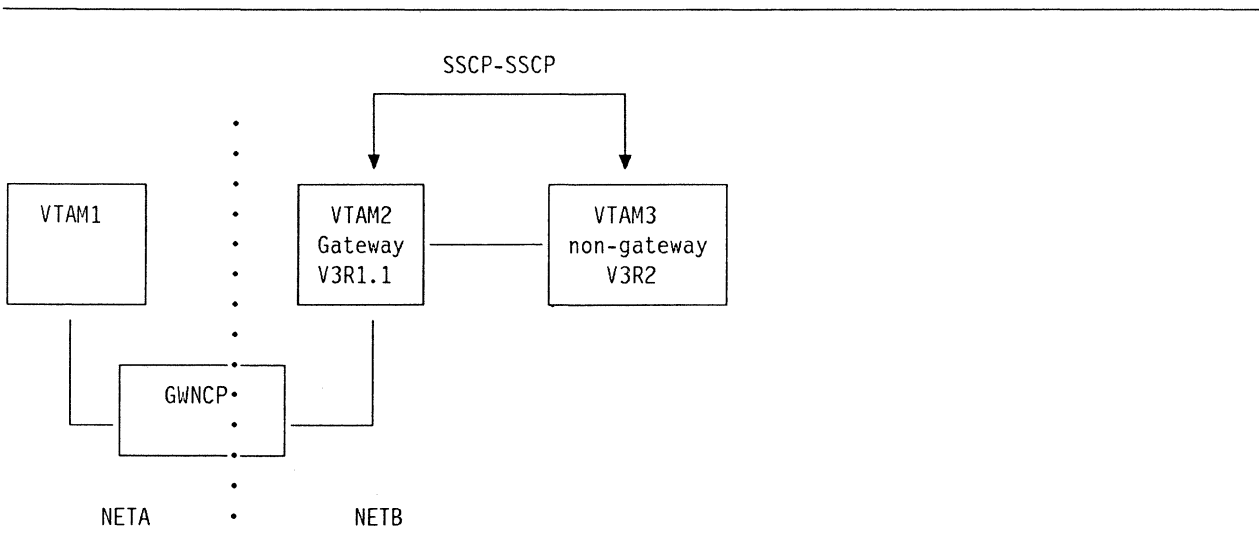 SSCP-SSCP
VTAM1
VTAM2
Gateway
V3R1.1
VTAM3
non-gateway
V3R2
GWNCP
NETA
NETB